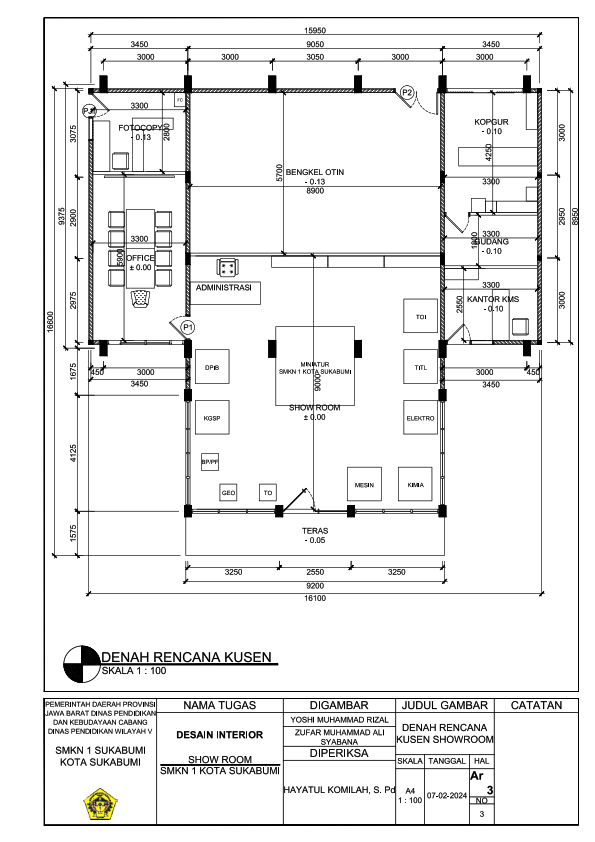 15950
3450
9050
3450
3000
3000
3050
3000
3000
P2
3300
FOTOCOPY
- 0.13
2800
KOPGUR
- 0.10
4250
3300
5700
BENGKEL OTIN
- 0.13
8900
3075
2900
2975
9375
16600
1675
4125
1575
3000
2950
3000
8950
3300
5900
OFFICE
± 0.00
GUDANG
- 0.10
3300
2550
KANTOR KMS
- 0.10
ADMINISTRASI
P1
TOI
450
3000
3450
3000
450
3450
DPIB
MINIATUR
SMKN 1 KOTA SUKABUMI
9000
TITL
SHOW ROOM
± 0.00
KGSP
ELEKTRO
BP/PF
GEO
TO
MESIN
KIMIA
TERAS
- 0.05
3250
2550
3250
9200
16100
DENAH RENCANA KUSEN
SKALA 1 : 100
PEMERINTAH DAERAH PROVINSI
JAWA BARAT DINAS PENDIDIKAN
DAN KEBUDAYAAN CABANG
DINAS PENDIDIKAN WILAYAH V
SMKN 1 SUKABUMI
KOTA SUKABUMI
NAMA TUGAS
DESAIN INTERIOR
SHOW ROOM
SMKN 1 KOTA SUKABUMI
DIGAMBAR
YOSHI MUHAMMAD RIZAL
ZUFAR MUHAMMAD ALI
SYABANA
DIPERIKSA
HAYATUL KOMILAH, S. Pd
JUDUL GAMBAR
DENAH RENCANA
KUSEN SHOWROOM
SKALA
TANGGAL
HAL
A4
1 : 100
07-02-2024
Ar
3
NO
3
CATATAN